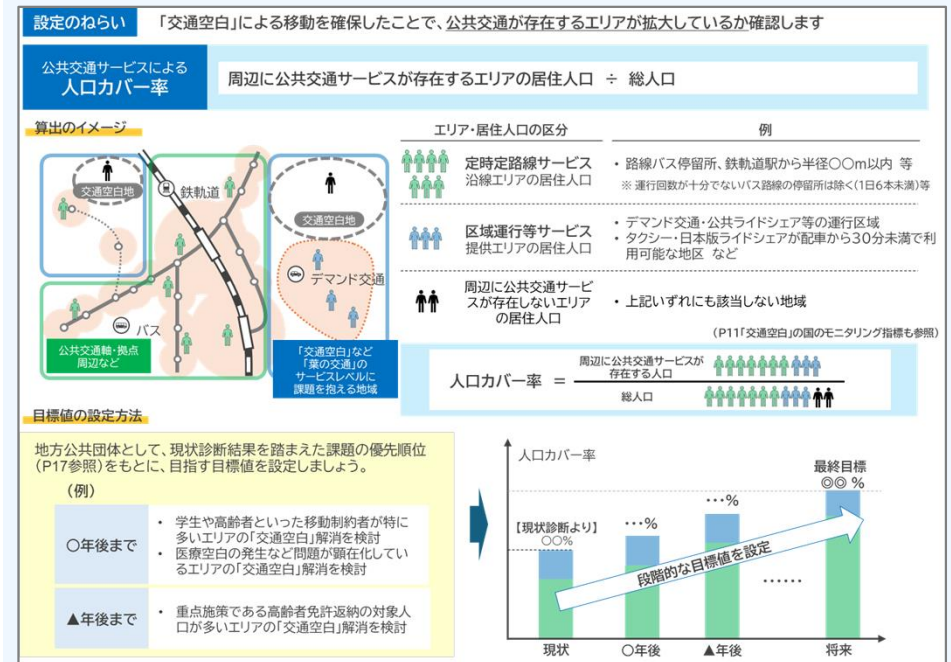 設定のねらい
「交通空白」による移動を確保したことで、公共交通が存在するエリアが拡大しているか確認します
公共交通サービスによる
人口カバー率
周辺に公共交通サービスが存在するエリアの居住人口 ÷ 総人口
算出のイメージ
交通空白地
鉄軌道
交通空白地
デマンド交通
バス
公共交通軸・拠点
周辺など
「交通空白」など
「葉の交通」の
サービスレベルに
課題を抱える地域
エリア・居住人口の区分
例
定時定路線サービス
沿線エリアの居住人口
・路線バス停留所、鉄軌道駅から半径〇〇m以内 等
※ 運行回数が十分でないバス路線の停留所は除く(1日6本未満)等
区域運行等サービス
提供エリアの居住人口
・デマンド交通・公共ライドシェア等の運行区域
・タクシー・日本版ライドシェアが配車から30分未満で利
用可能な地区 など
周辺に公共交通サービ
スが存在しないエリア
の居住人口
・上記いずれにも該当しない地域
(P11「交通空白」の国のモニタリング指標も参照)
人口カバー率 =
周辺に公共交通サービスが
存在する人口
総人口
目標値の設定方法
地方公共団体として、現状診断結果を踏まえた課題の優先順位
(P17参照)をもとに、目指す目標値を設定しましょう。
(例)
〇年後まで
・学生や高齢者といった移動制約者が特に
多いエリアの「交通空白」解消を検討
・医療空白の発生など問題が顕在化してい
るエリアの「交通空白」解消を検討
▲年後まで
・重点施策である高齢者免許返納の対象人
口が多いエリアの「交通空白」解消を検討
人口カバー率
【現状診断より】
〇〇%
…%
…%
最終目標
◎◎ %
段階的な目標値を設定
……
現状
〇年後
▲年後
将来